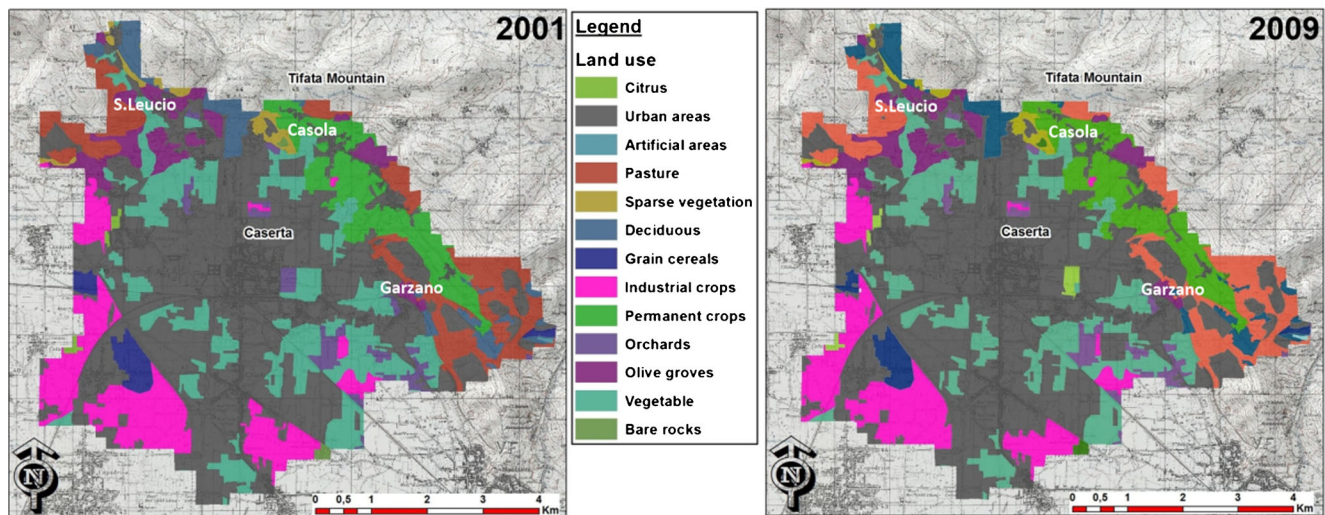 2001
Tifata Mountain
S.Leucio
Casola
Caserta
Garzano
N
0 0,5 1 2 3 4
Km
Legend
Land use
Citrus
Urban areas
Artificial areas
Pasture
Sparse vegetation
Deciduous
Grain cereals
Industrial crops
Permanent crops
Orchards
Olive groves
Vegetable
Bare rocks
2009
Tifata Mountain
S.Leucio
Casola
Caserta
Garzano
N
0 0,5 1 2 3 4
Km